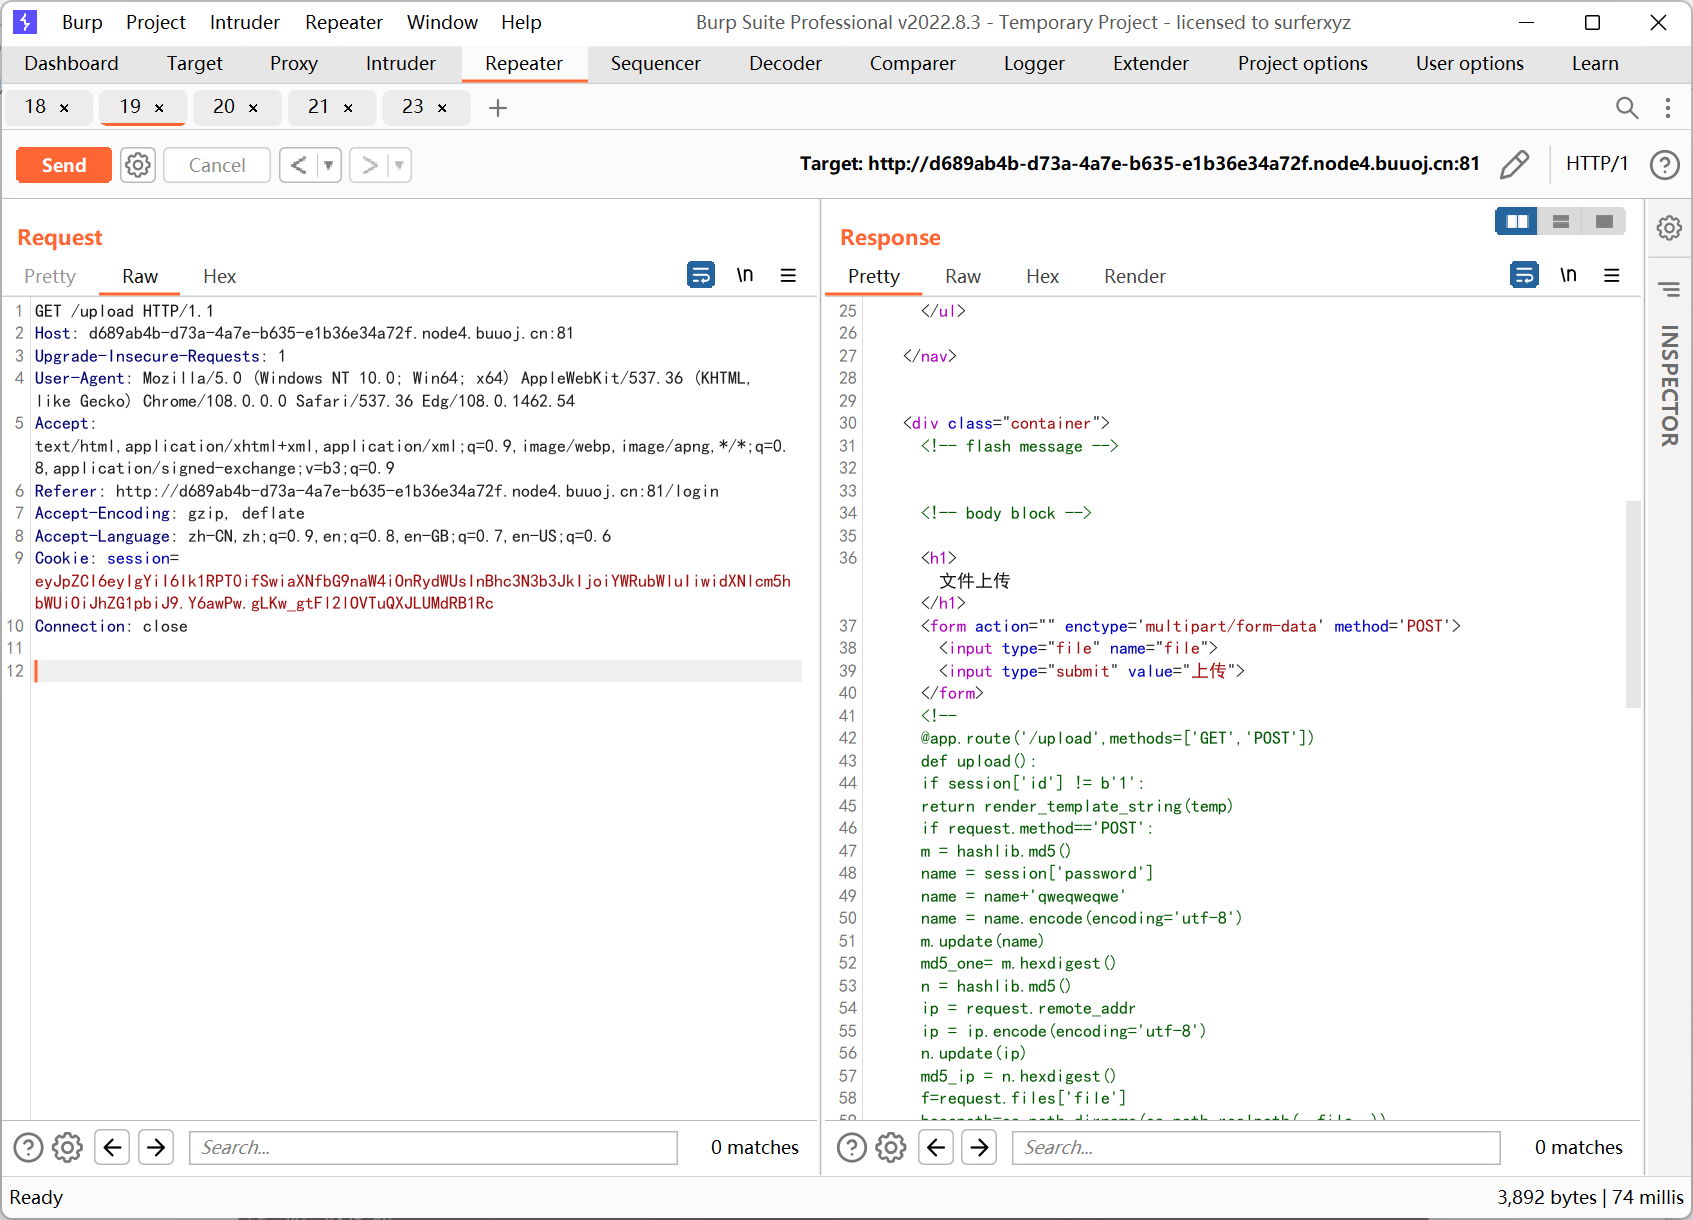 Burp Project Intruder Repeater Window Help Burp Suite Professional v2022.8.3 - Temporary Project - licensed to surferxyz
Dashboard Target Proxy Intruder Repeater Sequencer Decoder Comparer Logger Extender Project options User options Learn
18 × 19 × 20 × 21 × 23 × +
Send Cancel < > Target: http://d689ab4b-d73a-4a7e-b635-e1b36e34a72f.node4.buuoj.cn:81 HTTP/1 ?
Request
Pretty Raw Hex \n
1 GET /upload HTTP/1.1
2 Host: d689ab4b-d73a-4a7e-b635-e1b36e34a72f.node4.buuoj.cn:81
3 Upgrade-Insecure-Requests: 1
4 User-Agent: Mozilla/5.0 (Windows NT 10.0; Win64; x64) AppleWebKit/537.36 (KHTML,
like Gecko) Chrome/108.0.0.0 Safari/537.36 Edg/108.0.1462.54
5 Accept:
text/html,application/xhtml+xml,application/xml;q=0.9,image/webp,image/apng,*/*;q=0.
8,application/signed-exchange;v=b3;q=0.9
6 Referer: http://d689ab4b-d73a-4a7e-b635-e1b36e34a72f.node4.buuoj.cn:81/login
7 Accept-Encoding: gzip, deflate
8 Accept-Language: zh-CN,zh;q=0.9,en;q=0.8,en-GB;q=0.7,en-US;q=0.6
9 Cookie: session=
eyJpZCI6eyIgYiI6Ik1RPT0ifSwiaXNfbG9naW4iOnRydWUsInBhc3N3b3JkIjoiYWRtbWluIiwidXNlcm5h
bWUiOiJhZG1pbiJ9.Y6awPw.gLKw_gtFl2lOVTuQXJLUMdRB1Rc
10 Connection: close
11
12
Response
Pretty Raw Hex Render \n
25 </ul>
26
27 </nav>
28
29
30 <div class="container">
31 <!-- flash message -->
32
33
34 <!-- body block -->
35
36 <h1>
文件上传
</h1>
37 <form action="" enctype='multipart/form-data' method='POST'>
38 <input type="file" name="file">
39 <input type="submit" value="上传">
40 </form>
41 <!--
42 @app.route('/upload',methods=['GET','POST'])
43 def upload():
44 if session['id'] != b'1':
45 return render_template_string(temp)
46 if request.method=='POST':
47 m = hashlib.md5()
48 name = session['password']
49 name = name+'qweqweqwe'
50 name = name.encode(encoding='utf-8')
51 m.update(name)
52 md5_one= m.hexdigest()
53 n = hashlib.md5()
54 ip = request.remote_addr
55 ip = ip.encode(encoding='utf-8')
56 n.update(ip)
57 md5_ip = n.hexdigest()
58 f=request.files['file']
INSPECTOR
? Search... 0 matches
? Search... 0 matches
Ready 3,892 bytes | 74 millis